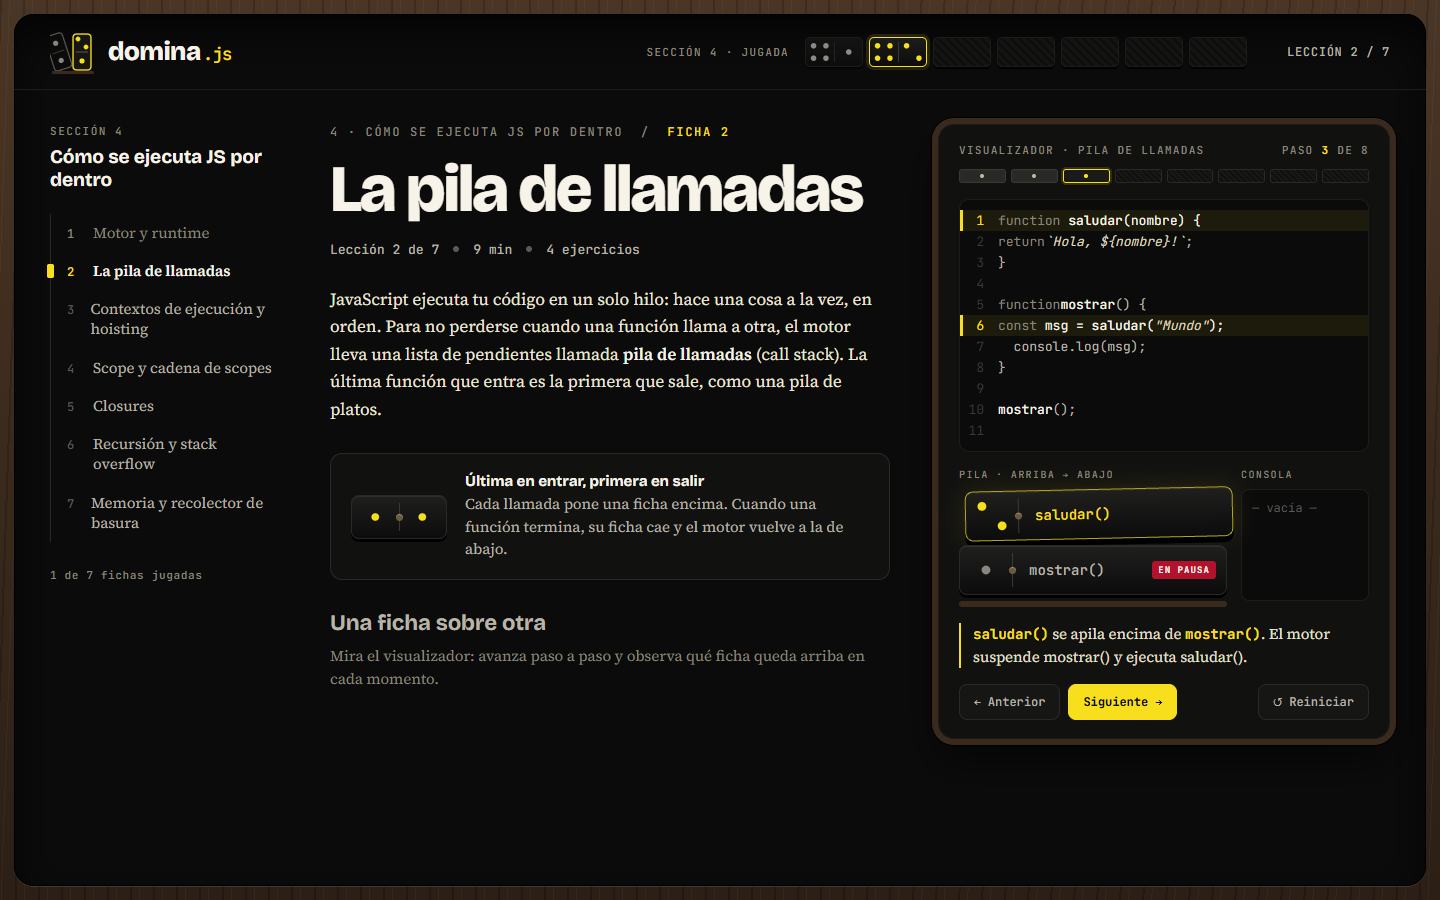 domina.js
SECCIÓN 4 · JUGADA
LECCIÓN 2 / 7
SECCIÓN 4
Cómo se ejecuta JS por
dentro
1 Motor y runtime
2 La pila de llamadas
3 Contextos de ejecución y
hoisting
4 Scope y cadena de scopes
5 Closures
6 Recursión y stack
overflow
7 Memoria y recolector de
basura
1 de 7 fichas jugadas
4 · CÓMO SE EJECUTA JS POR DENTRO / FICHA 2
La pila de llamadas
Lección 2 de 7 • 9 min • 4 ejercicios
JavaScript ejecuta tu código en un solo hilo: hace una cosa a la vez, en
orden. Para no perderse cuando una función llama a otra, el motor
lleva una lista de pendientes llamada pila de llamadas (call stack). La
última función que entra es la primera que sale, como una pila de
platos.
Última en entrar, primera en salir
Cada llamada pone una ficha encima. Cuando una
función termina, su ficha cae y el motor vuelve a la de
abajo.
Una ficha sobre otra
Mira el visualizador: avanza paso a paso y observa qué ficha queda arriba en
cada momento.
VISUALIZADOR · PILA DE LLAMADAS
PASO 3 DE 8
1 function saludar(nombre) {
2 return`Hola, ${nombre}!`;
3 }
4
5 functionmostrar() {
6 const msg = saludar("Mundo");
7 console.log(msg);
8 }
9
10 mostrar();
11
PILA · ARRIBA → ABAJO
CONSOLA
saludar()
— vacía —
mostrar() EN PAUSA
saludar() se apila encima de mostrar(). El motor
suspende mostrar() y ejecuta saludar().
← Anterior
Siguiente →
↺ Reiniciar